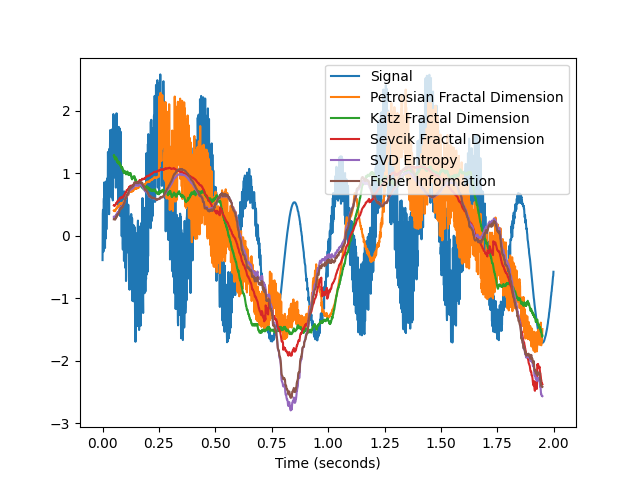 Signal
Petrosian Fractal Dimension
Katz Fractal Dimension
Sevcik Fractal Dimension
SVD Entropy
Fisher Information
2
1
0
−1
−2
−3
0.00 0.25 0.50 0.75 1.00 1.25 1.50 1.75 2.00
Time (seconds)